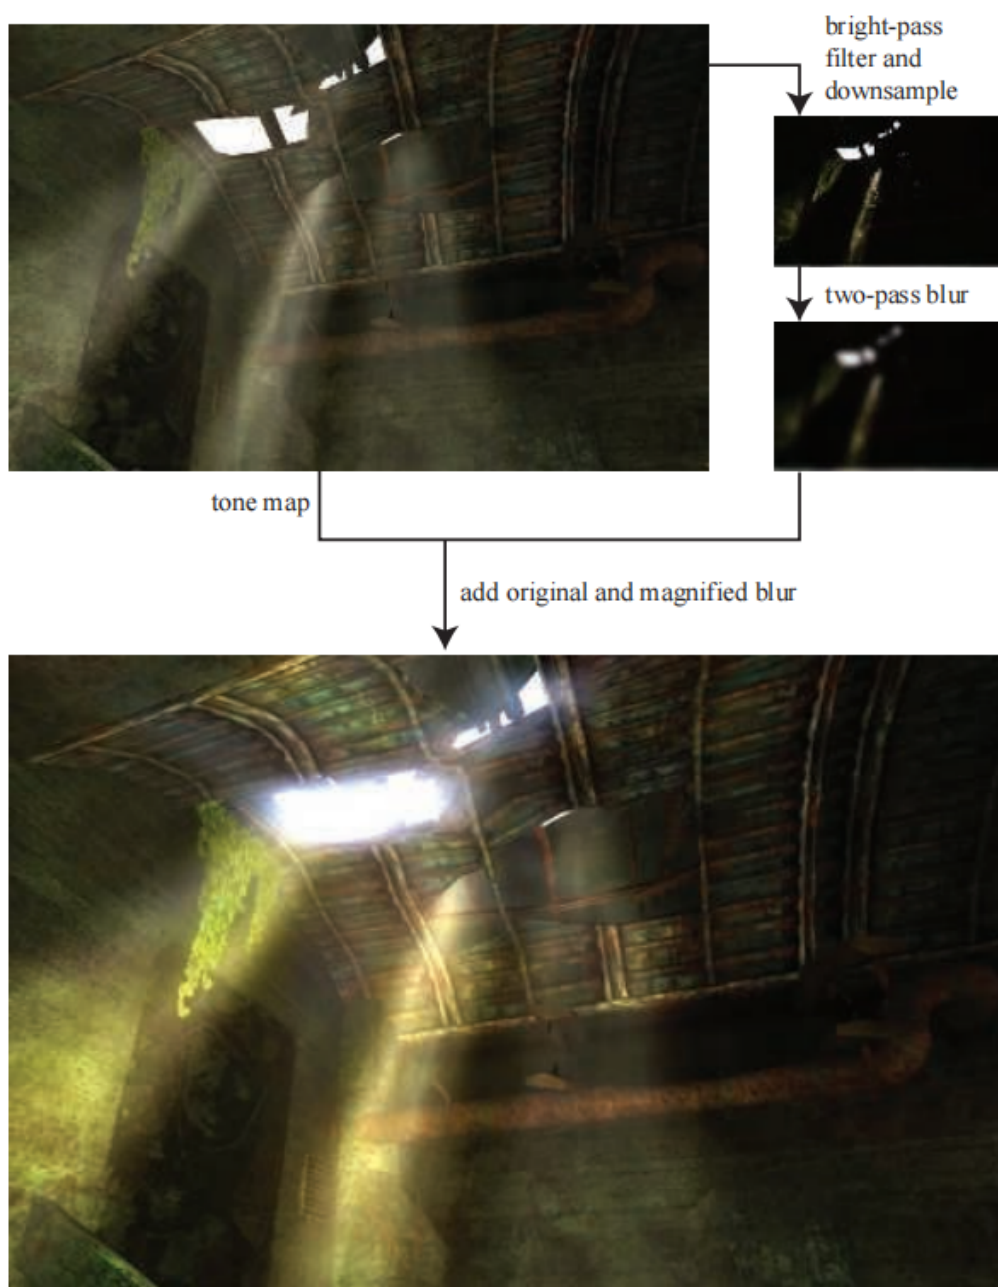 bright-pass
filter and
downsample
two-pass blur
tone map
add original and magnified blur